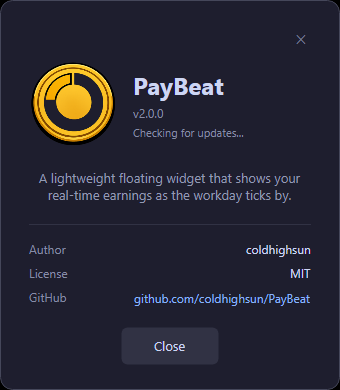 PayBeat
v2.0.0
Checking for updates...
A lightweight floating widget that shows your
real-time earnings as the workday ticks by.
Author coldhighsun
License MIT
GitHub github.com/coldhighsun/PayBeat
Close